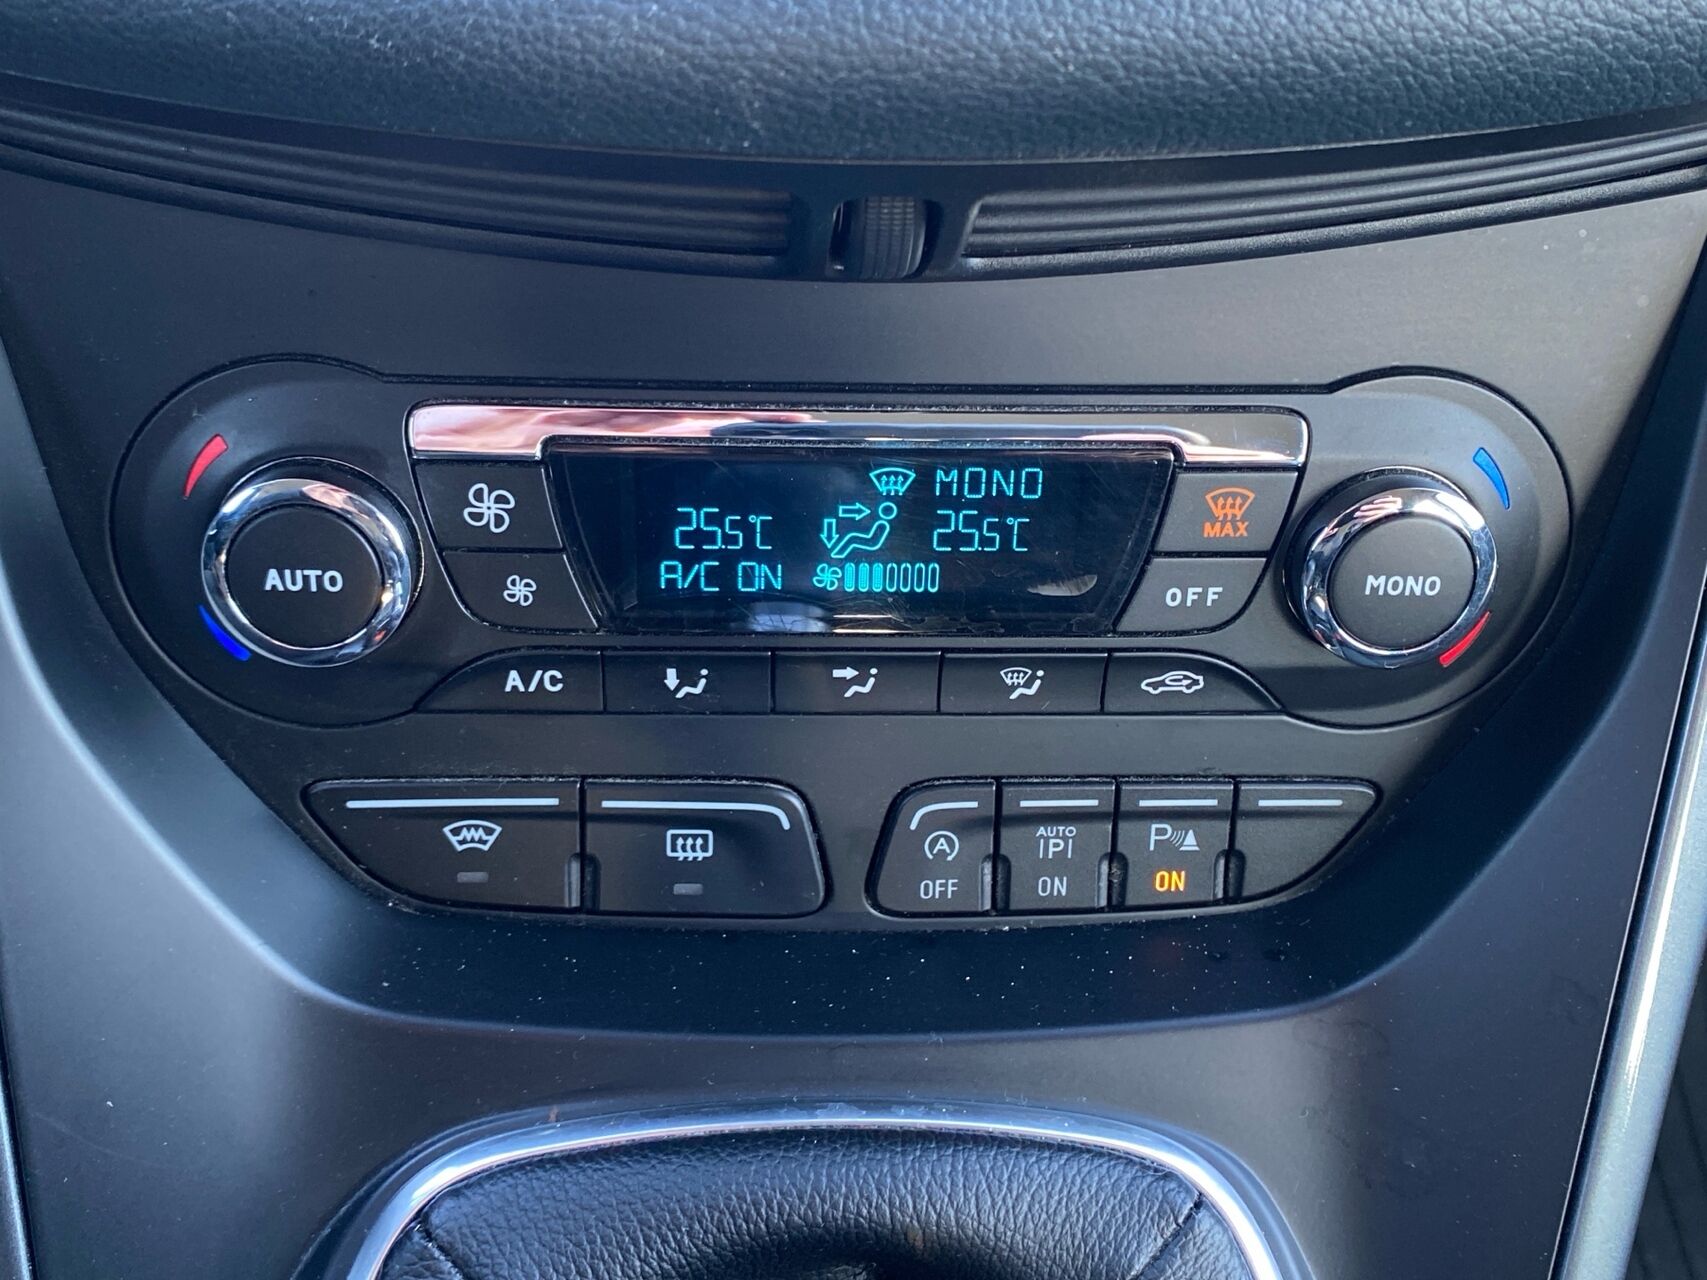 MONO
25.5°C 25.5°C
A/C ON
MAX
AUTO
OFF
MONO
A/C
AUTO
P
P
OFF
ON
ON